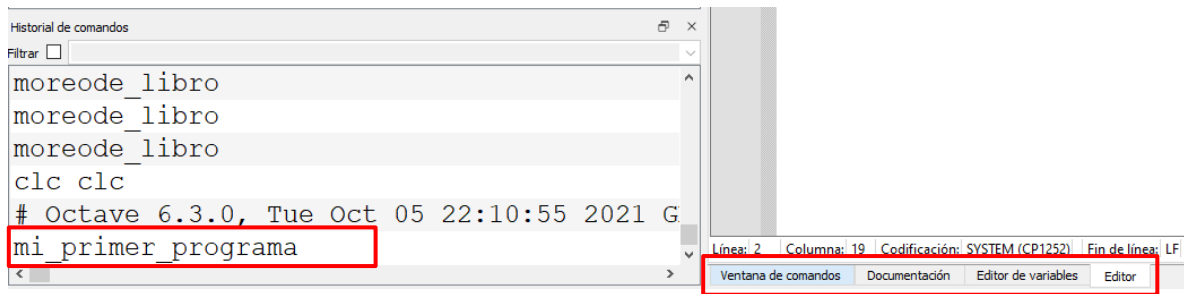 Historial de comandos
Filtrar
moreode_libro
moreode_libro
moreode_libro
clc clc
# Octave 6.3.0, Tue Oct 05 22:10:55 2021 G
mi_primer_programa
Línea: 2 Columna: 19 Codificación: SYSTEM (CP1252) Fin de línea: LF
Ventana de comandos Documentación Editor de variables Editor